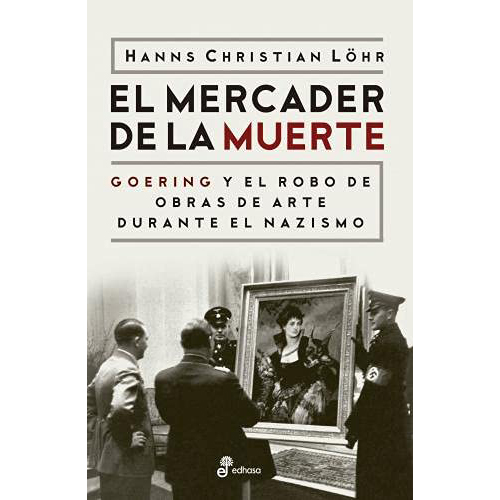 HANNS CHRISTIAN LÖHR
EL MERCADER
DE LA MUERTE
GOERING Y EL ROBO DE
OBRAS DE ARTE
DURANTE EL NAZISMO
edhasa